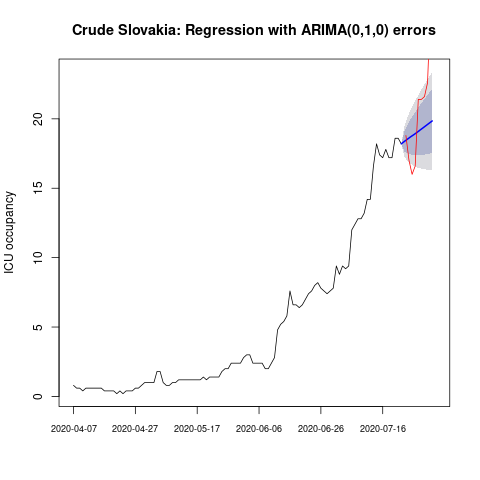 Crude Slovakia: Regression with ARIMA(0,1,0) errors
ICU occupancy
20
15
10
5
0
2020-04-07 2020-04-27 2020-05-17 2020-06-06 2020-06-26 2020-07-16